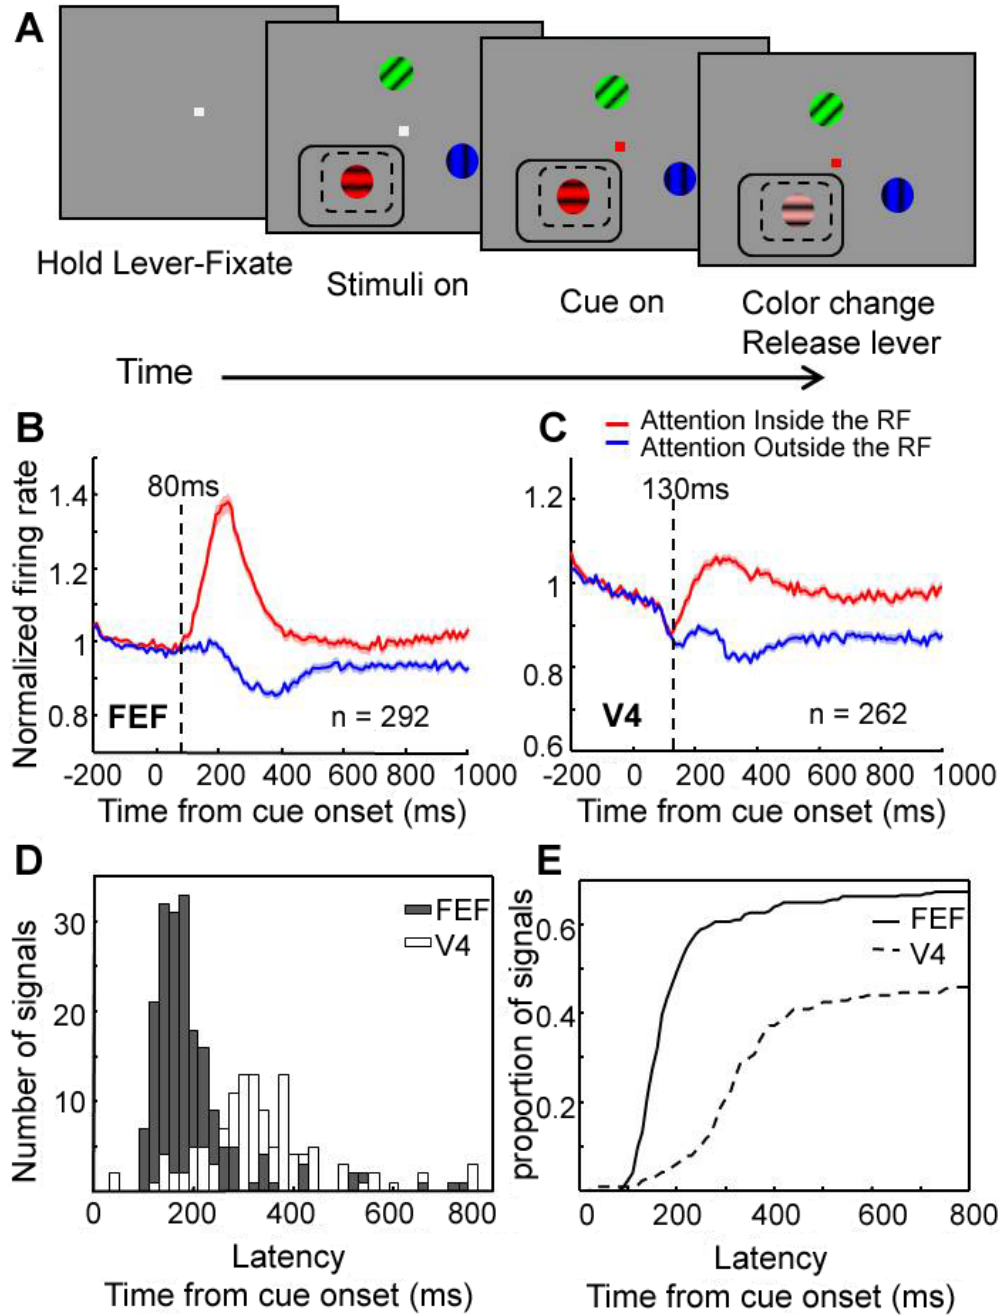 A
Hold Lever-Fixate
Stimuli on
Cue on
Color change
Release lever
Time
B
Normalized firing rate
1.4
1.2
1
0.8
80ms
FEF
n = 292
-200 0 200 400 600 800 1000
Time from cue onset (ms)
C
Attention Inside the RF
Attention Outside the RF
1.2
1
0.8
0.6
130ms
V4
n = 262
-200 0 200 400 600 800 1000
Time from cue onset (ms)
D
Number of signals
30
20
10
FEF
V4
0 200 400 600 800
Latency
Time from cue onset (ms)
E
proportion of signals
0.6
0.4
0.2
FEF
V4
0 200 400 600 800
Latency
Time from cue onset (ms)